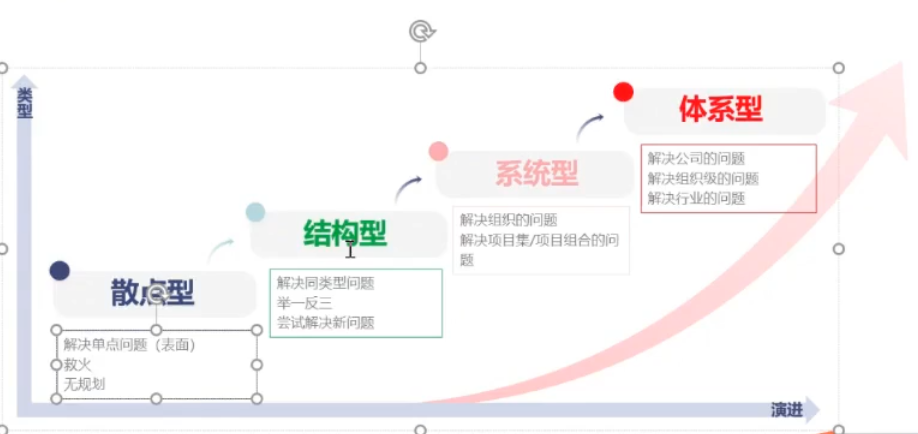 类型
体系型
解决公司的问题
解决组织级的问题
解决行业的问题
系统型
解决组织的问题
解决项目集/项目组合的问
题
结构型
解决同类型问题
举一反三
尝试解决新问题
散点型
解决单点问题（表面）
救火
无规划
演进